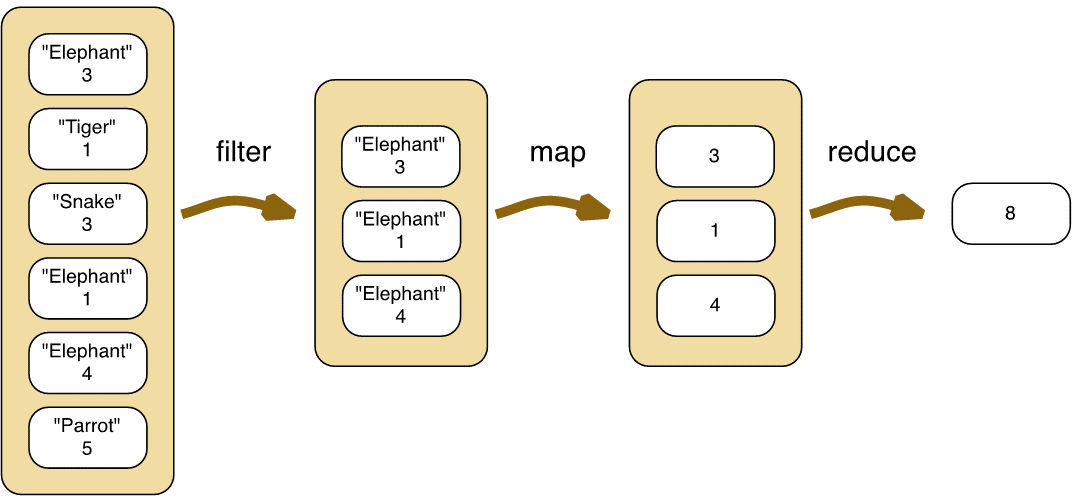 "Elephant"
3
"Tiger"
1
"Snake"
3
"Elephant"
1
"Elephant"
4
"Parrot"
5
filter
"Elephant"
3
"Elephant"
1
"Elephant"
4
map
3
1
4
reduce
8